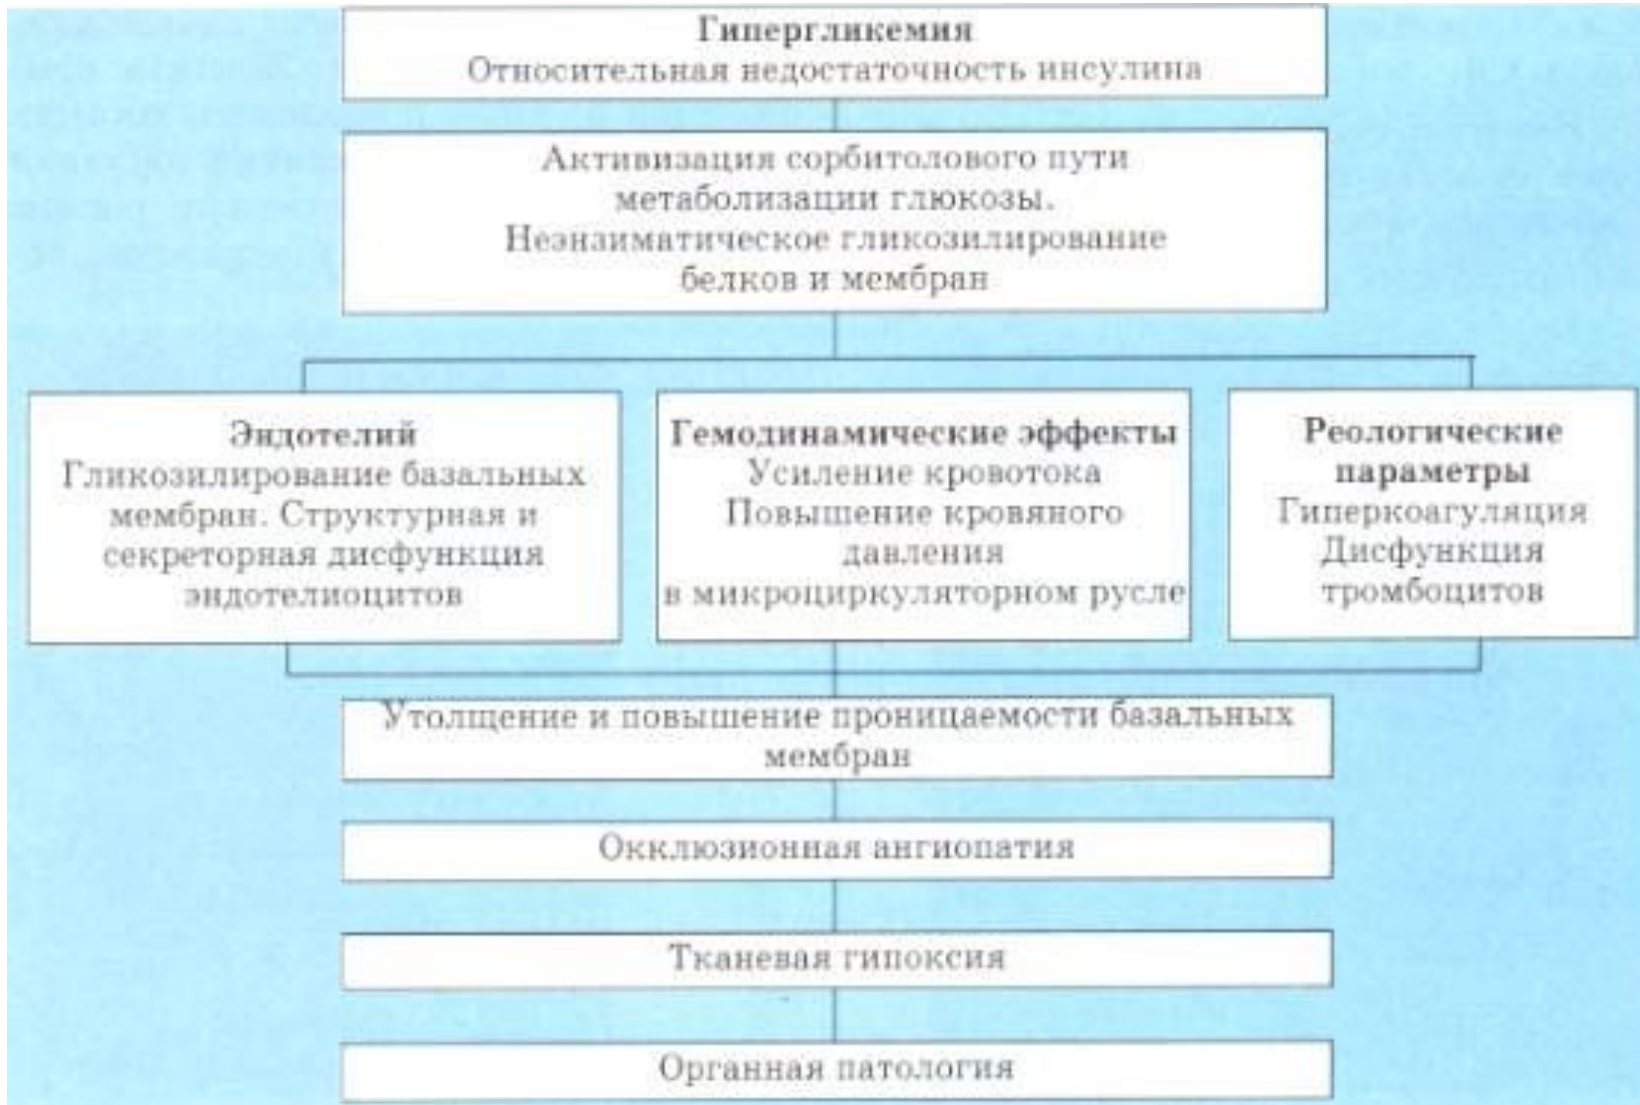 Гипергликемия
Относительная недостаточность инсулина
Активизация сорбитолового пути
метаболизации глюкозы.
Неэнзиматическое гликозилирование
белков и мембран
Эндотелий
Гликозилирование базальных
мембран. Структурная и
секреторная дисфункция
эндотелиоцитов
Гемодинамические эффекты
Усиление кровотока
Повышение кровяного
давления
в микроциркуляторном русле
Реологические
параметры
Гиперкоагуляция
Дисфункция
тромбоцитов
Утолщение и повышение проницаемости базальных
мембран
Окклюзионная ангиопатия
Тканевая гипоксия
Органная патология